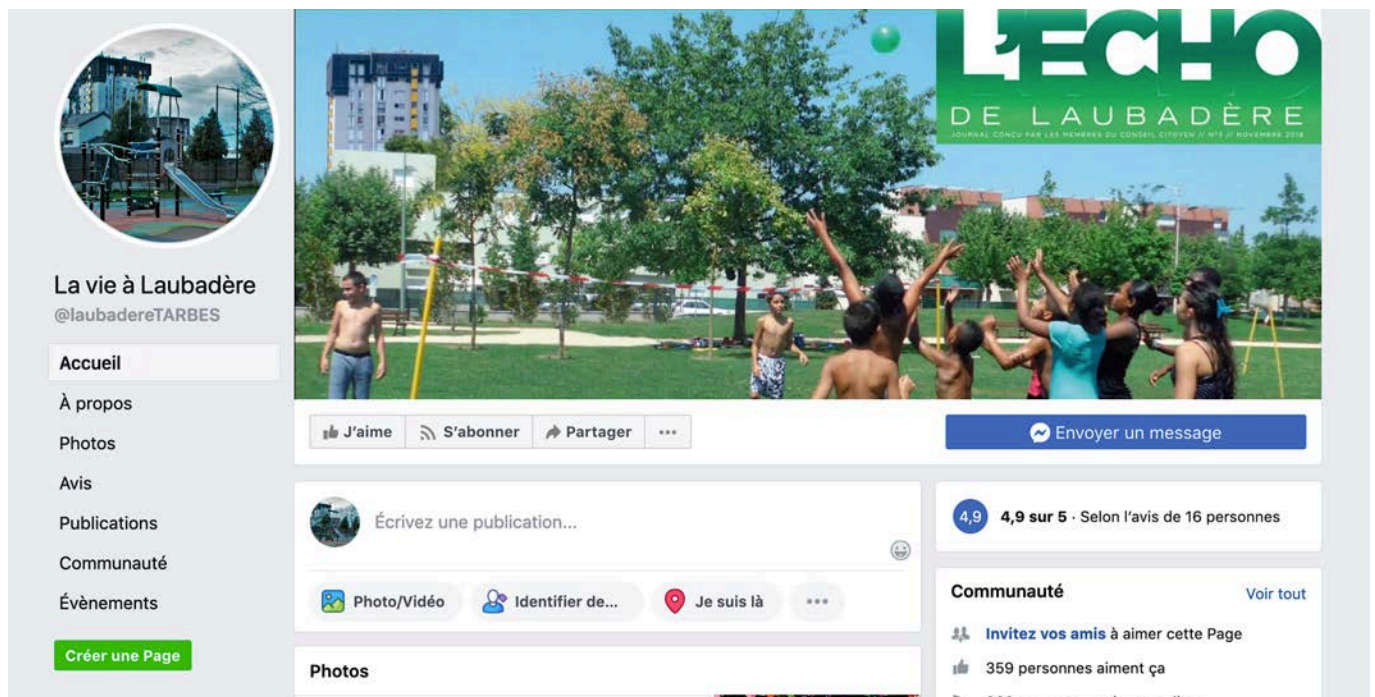 L'ECHO
DE LAUBADÈRE
JOURNAL CONÇU PAR LES MEMBRES DU CONSEIL CITOYEN // N°3 // NOVEMBRE 2018
La vie à Laubadère
@laubadereTARBES
Accueil
À propos
Photos
Avis
Publications
Communauté
Évènements
Créer une Page
J'aime
S'abonner
Partager
Envoyer un message
Écrivez une publication...
Photo/Vidéo
Identifier de...
Je suis là
Photos
4,9
4,9 sur 5 · Selon l'avis de 16 personnes
Communauté
Voir tout
Invitez vos amis à aimer cette Page
359 personnes aiment ça